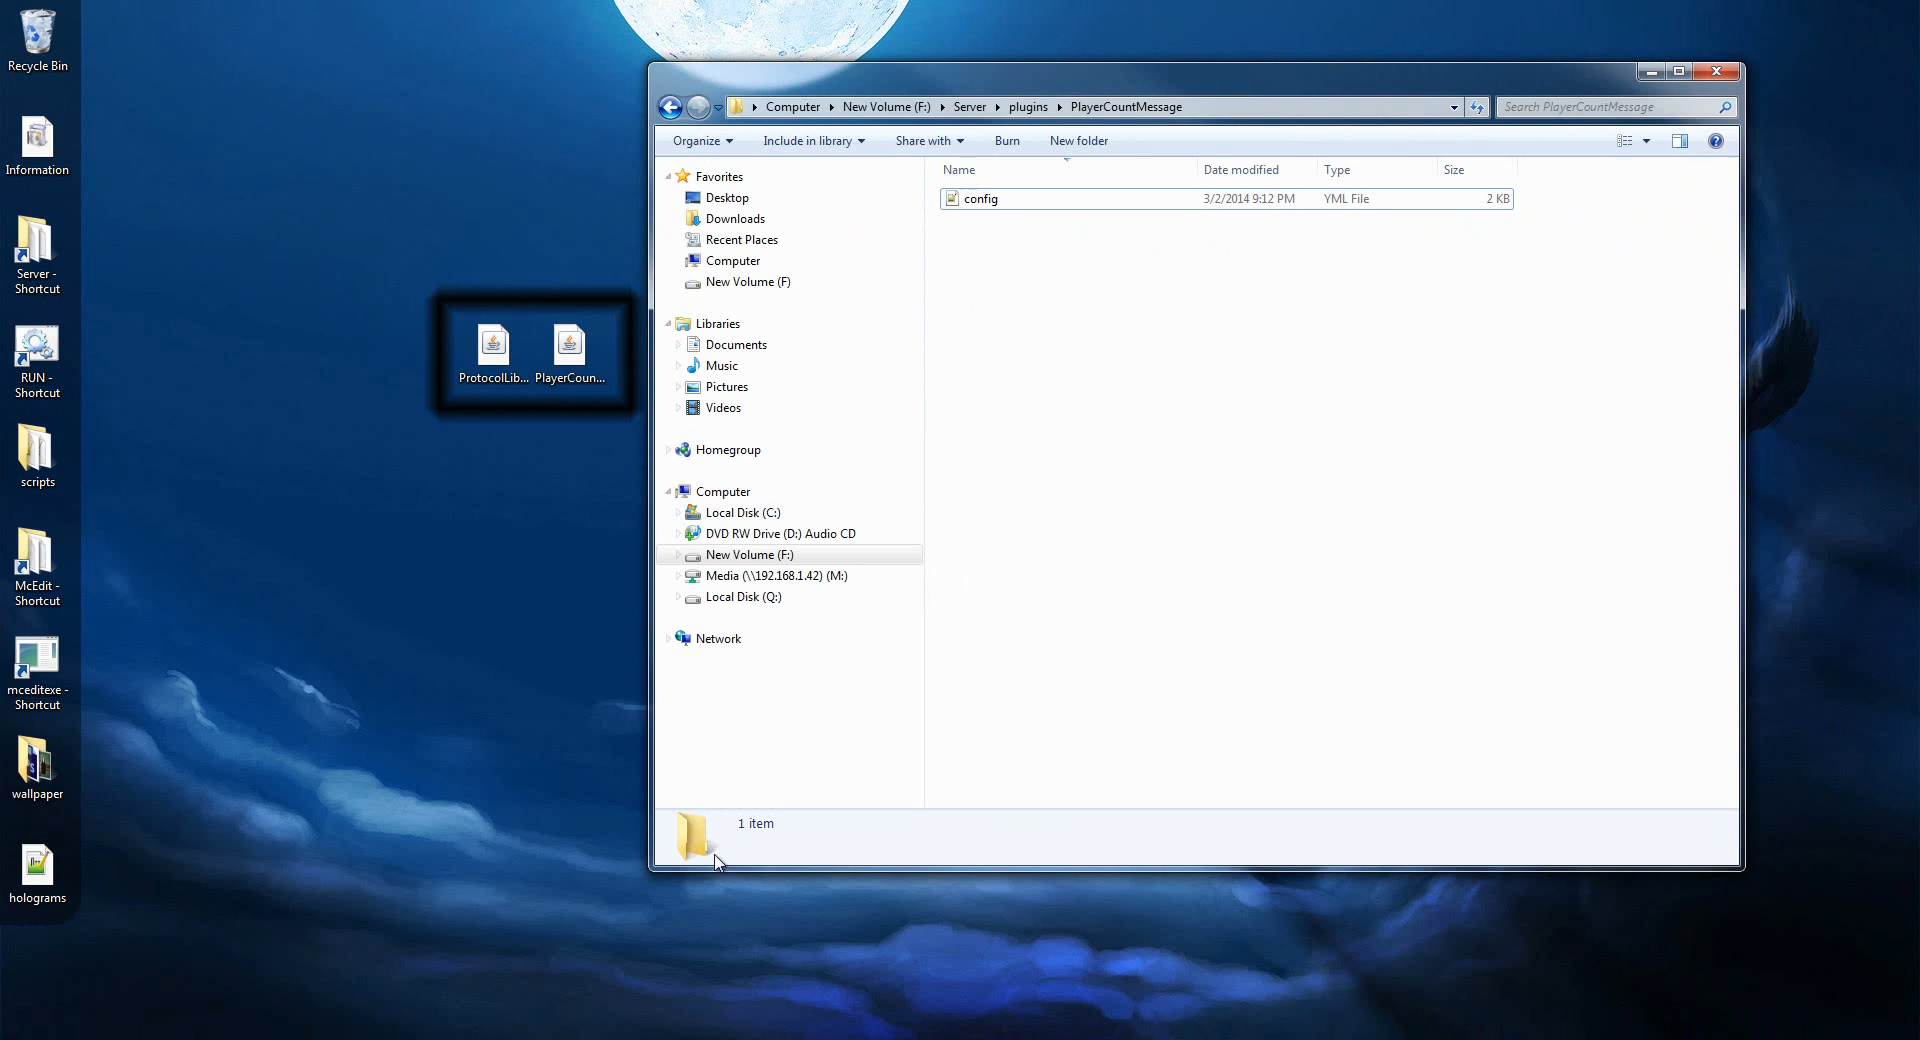 Recycle Bin
Information
Server -
Shortcut
RUN -
Shortcut
scripts
McEdit -
Shortcut
mceditexe -
Shortcut
wallpaper
holograms
ProtocolLib...
PlayerCoun...
Computer
New Volume (F:)
Server
plugins
PlayerCountMessage
Search PlayerCountMessage
Organize
Include in library
Share with
Burn
New folder
Favorites
Desktop
Downloads
Recent Places
Computer
New Volume (F)
Libraries
Documents
Music
Pictures
Videos
Homegroup
Computer
Local Disk (C:)
DVD RW Drive (D:) Audio CD
New Volume (F:)
Media (\\192.168.1.42) (M:)
Local Disk (Q:)
Network
Name Date modified Type Size
config 3/2/2014 9:12 PM YML File 2 KB
1 item